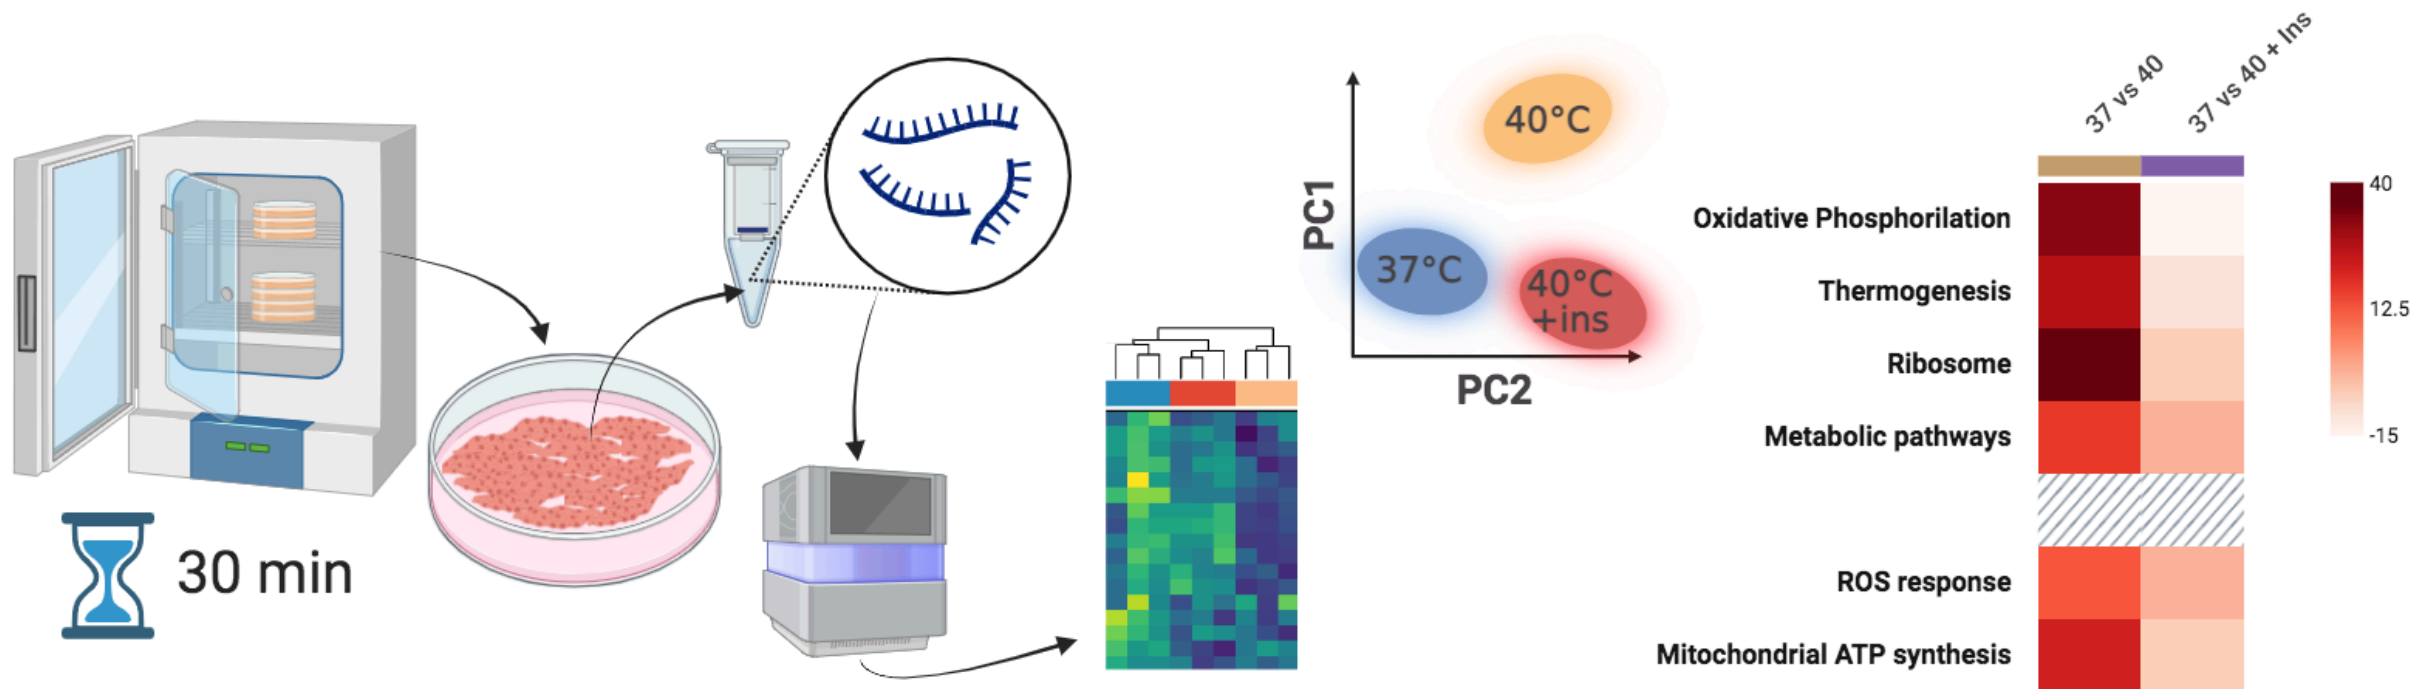 30 min
PC1
40°C
37°C
40°C
+ins
PC2
37 vs 40
37 vs 40 + Ins
Oxidative Phosphorilation
Thermogenesis
Ribosome
Metabolic pathways
ROS response
Mitochondrial ATP synthesis
40
12.5
-15